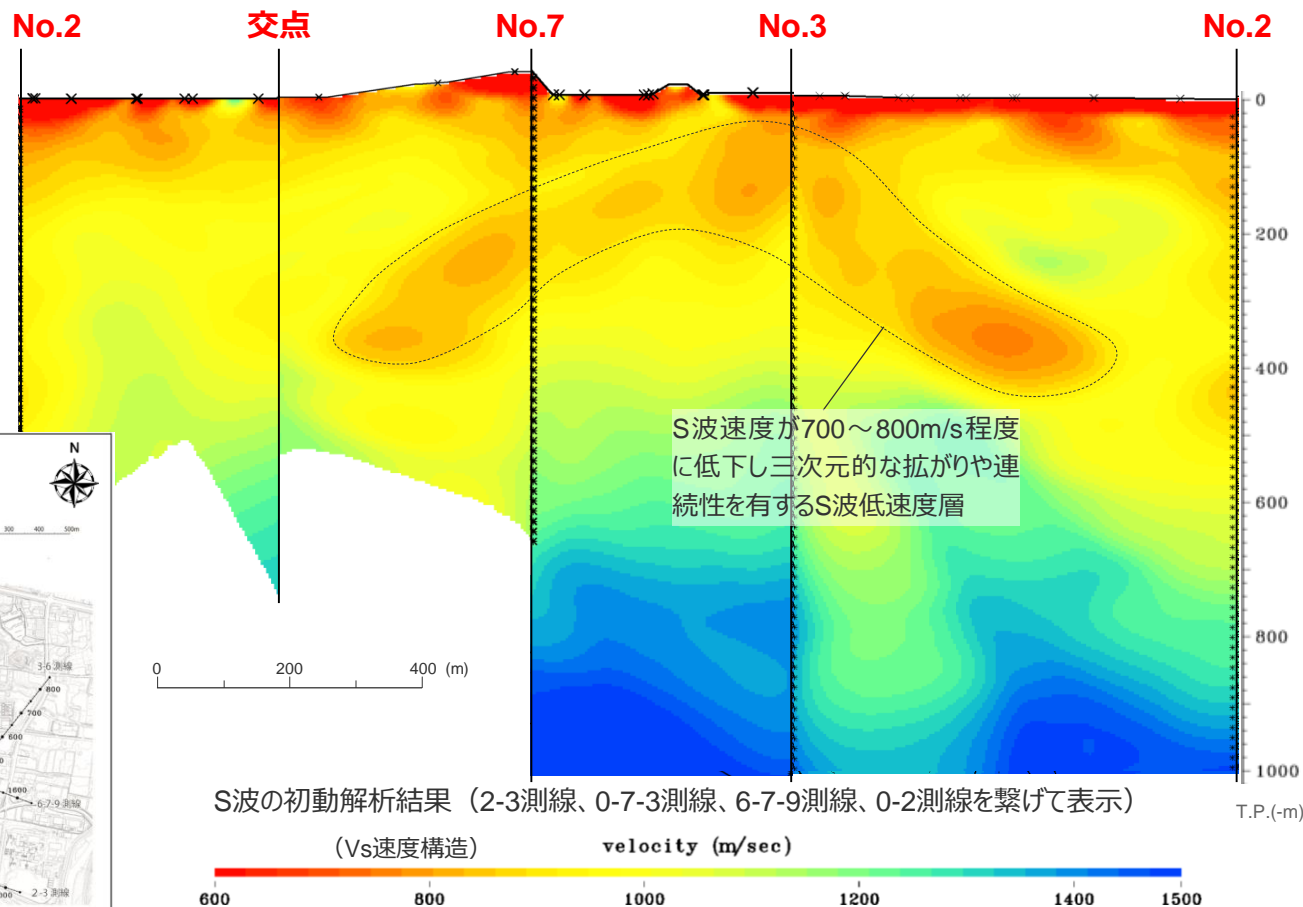 No.2
交点
No.7
No.3
No.2
0
200
400
600
800
1000
T.P.(-m)
S波速度が700～800m/s程度
に低下し三次元的な拡がりや連
続性を有するS波低速度層
N
300 400 500m
3-6 測線
800
700
600
1600
6-7-9 測線
2-3 測線
0 200 400 (m)
S波の初動解析結果（2-3測線、0-7-3測線、6-7-9測線、0-2測線を繋げて表示）
（Vs速度構造） velocity (m/sec)
600 800 1000 1200 1400 1500